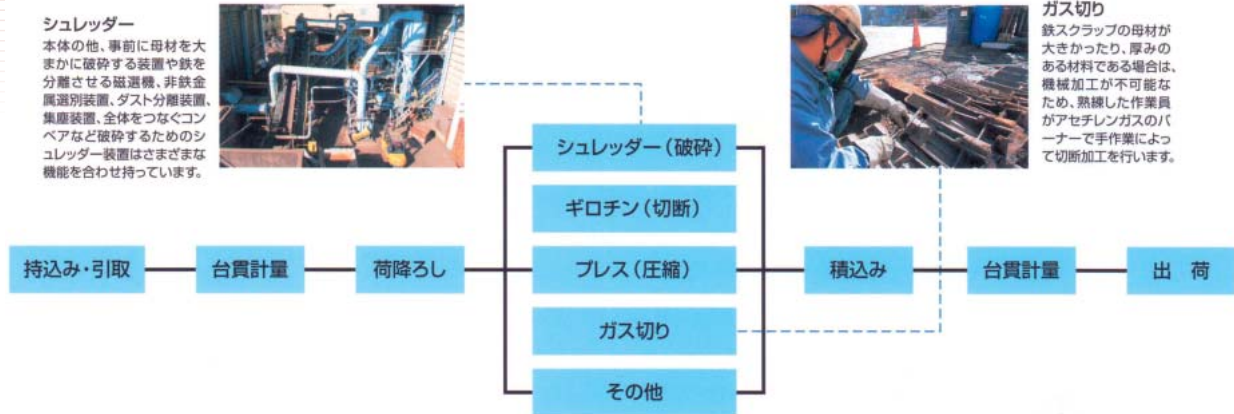 シュレッダー
本体の他、事前に母材を大
まかに破砕する装置や鉄を
分離させる磁選機、非鉄金
属選別装置、ダスト分離装置、
集塵装置、全体をつなぐコン
ベアなど破砕するためのシ
ュレッダー装置はさまざまな
機能を合わせ持っています。
ガス切り
鉄スクラップの母材が
大きかったり、厚みの
ある材料である場合は、
機械加工が不可能な
ため、熟練した作業員
がアセチレンガスのバ
ーナーで手作業によっ
て切断加工を行います。
持込み・引取
台貫計量
荷降ろし
シュレッダー（破砕）
ギロチン（切断）
プレス（圧縮）
ガス切り
その他
積込み
台貫計量
出　荷